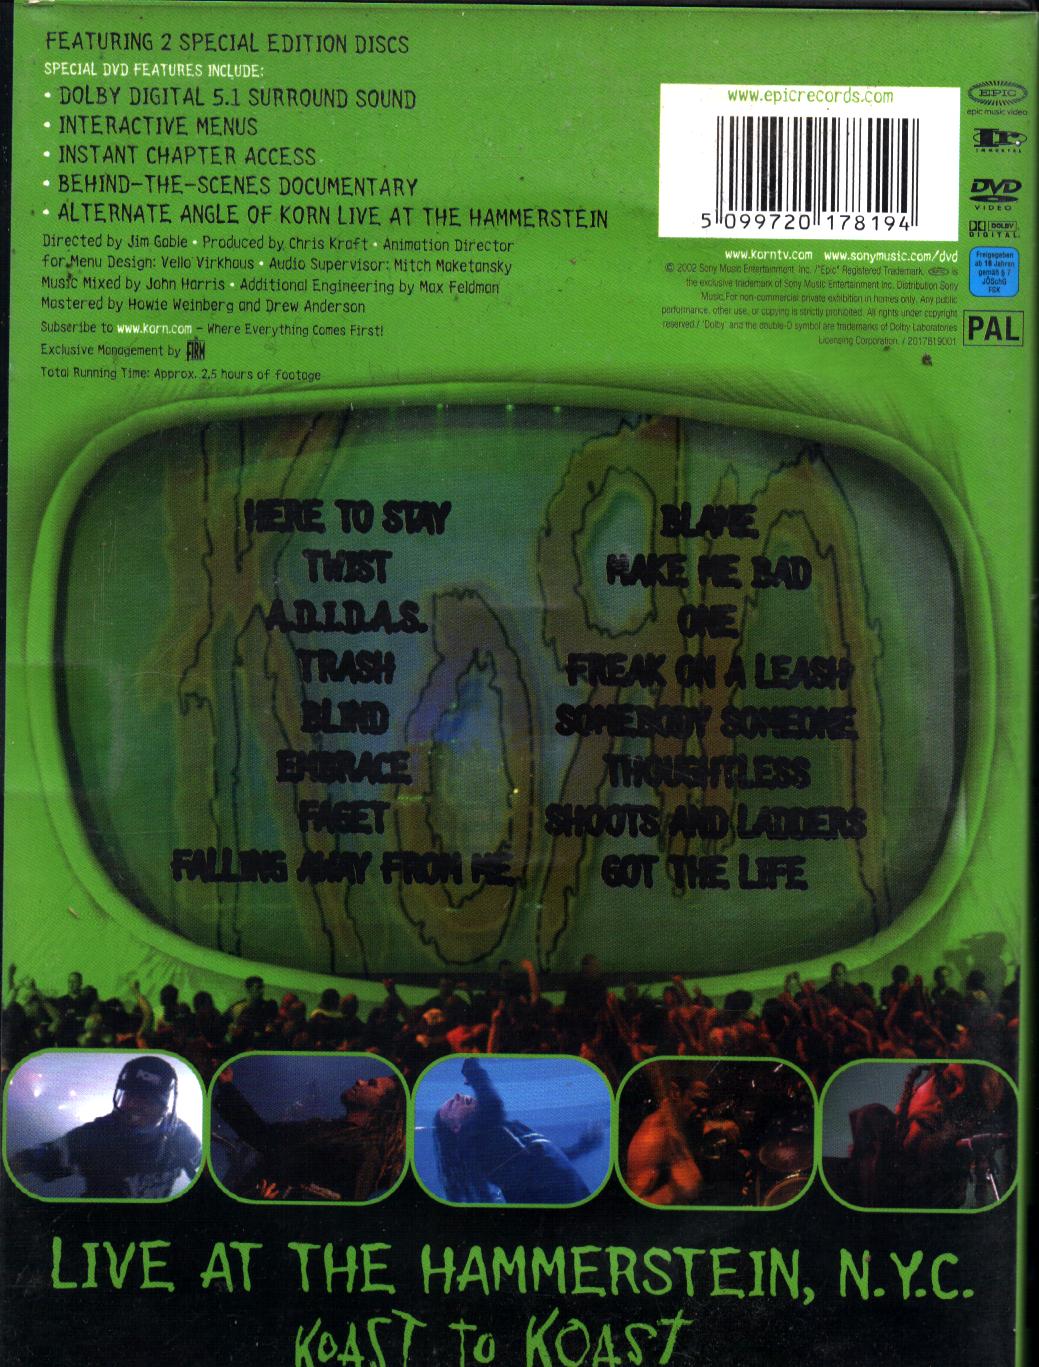 FEATURING 2 SPECIAL EDITION DISCS
SPECIAL DVD FEATURES INCLUDE:
• DOLBY DIGITAL 5.1 SURROUND SOUND
• INTERACTIVE MENUS
• INSTANT CHAPTER ACCESS
• BEHIND-THE-SCENES DOCUMENTARY
• ALTERNATE ANGLE OF KORN LIVE AT THE HAMMERSTEIN
Directed by Jim Gable • Produced by Chris Kraft • Animation Director
for Menu Design: Vello Virkhaus • Audio Supervisor: Mitch Maketansky
Music Mixed by John Harris • Additional Engineering by Max Feldman
Mastered by Howie Weinberg and Drew Anderson
Subscribe to www.korn.com – Where Everything Comes First!
Exclusive Management by FIRM
Total Running Time: Approx. 2.5 hours of footage
www.epicrecords.com
5 099720 178194
EPIC
epic music video
IMMORTAL
DVD
VIDEO
DOLBY
DIGITAL
Freigegeben
ab 16 Jahren
gemäß § 7
JÖSchG
FSK
PAL
www.korntv.com www.sonymusic.com/dvd
© 2002 Sony Music Entertainment Inc. / "Epic" Registered Trademark. EPIC is
the exclusive trademark of Sony Music Entertainment Inc. Distribution Sony
Music. For non-commercial private exhibition in homes only. Any public
performance, other use, or copying is strictly prohibited. All rights under copyright
reserved / "Dolby" and the double-D symbol are trademarks of Dolby Laboratories
Licensing Corporation. / 2017819001
HERE TO STAY
TWIST
A.D.I.D.A.S.
TRASH
BLIND
EMBRACE
FAGET
FALLING AWAY FROM ME
BLAME
MAKE ME BAD
ONE
FREAK ON A LEASH
SOMEBODY SOMEONE
THOUGHTLESS
SHOOTS AND LADDERS
GOT THE LIFE
LIVE AT THE HAMMERSTEIN, N.Y.C.
KOAST TO KOAST